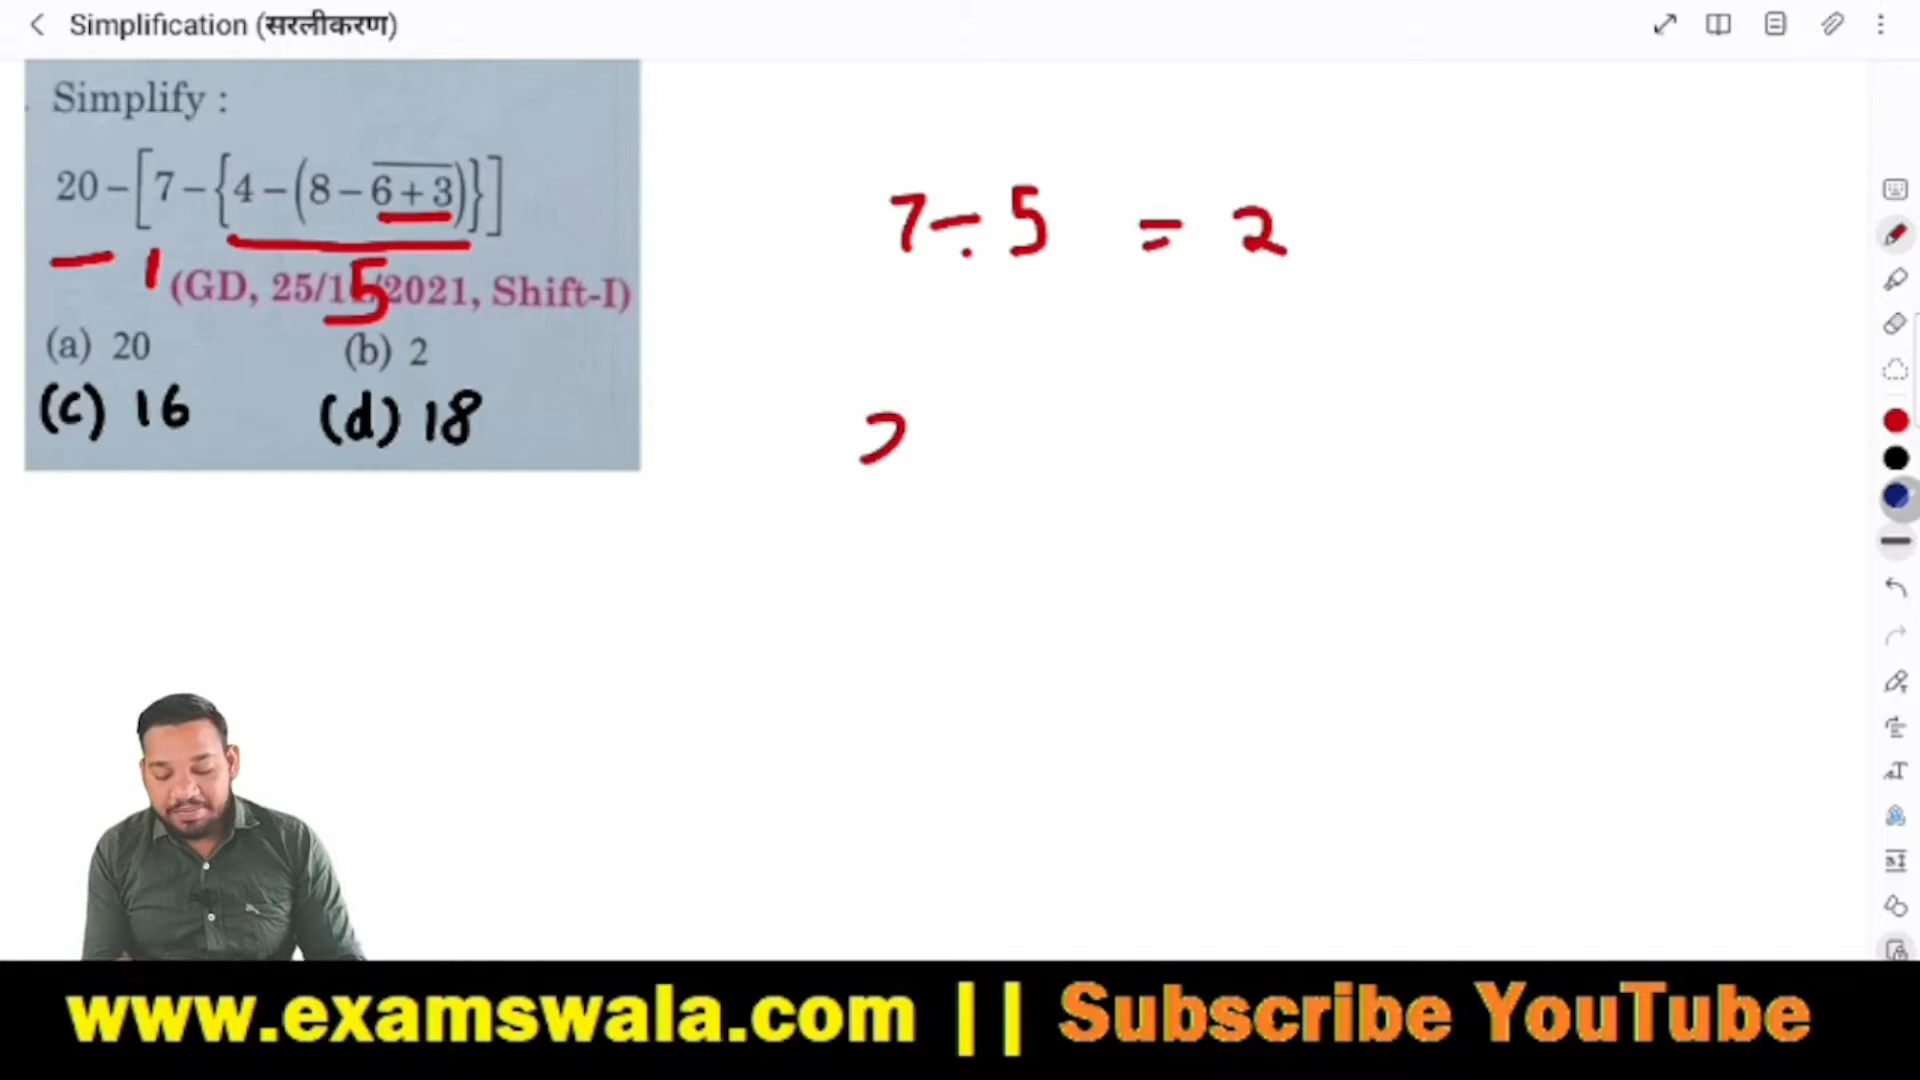 Simplification (सरलीकरण)
Simplify :
20 − [7 − {4 − (8 − 6 + 3)}]
− 1
(GD, 25/1/2021, Shift-I)
5
(a) 20 (b) 2
(c) 16 (d) 18
7 ÷ 5 = 2
www.examswala.com || Subscribe YouTube